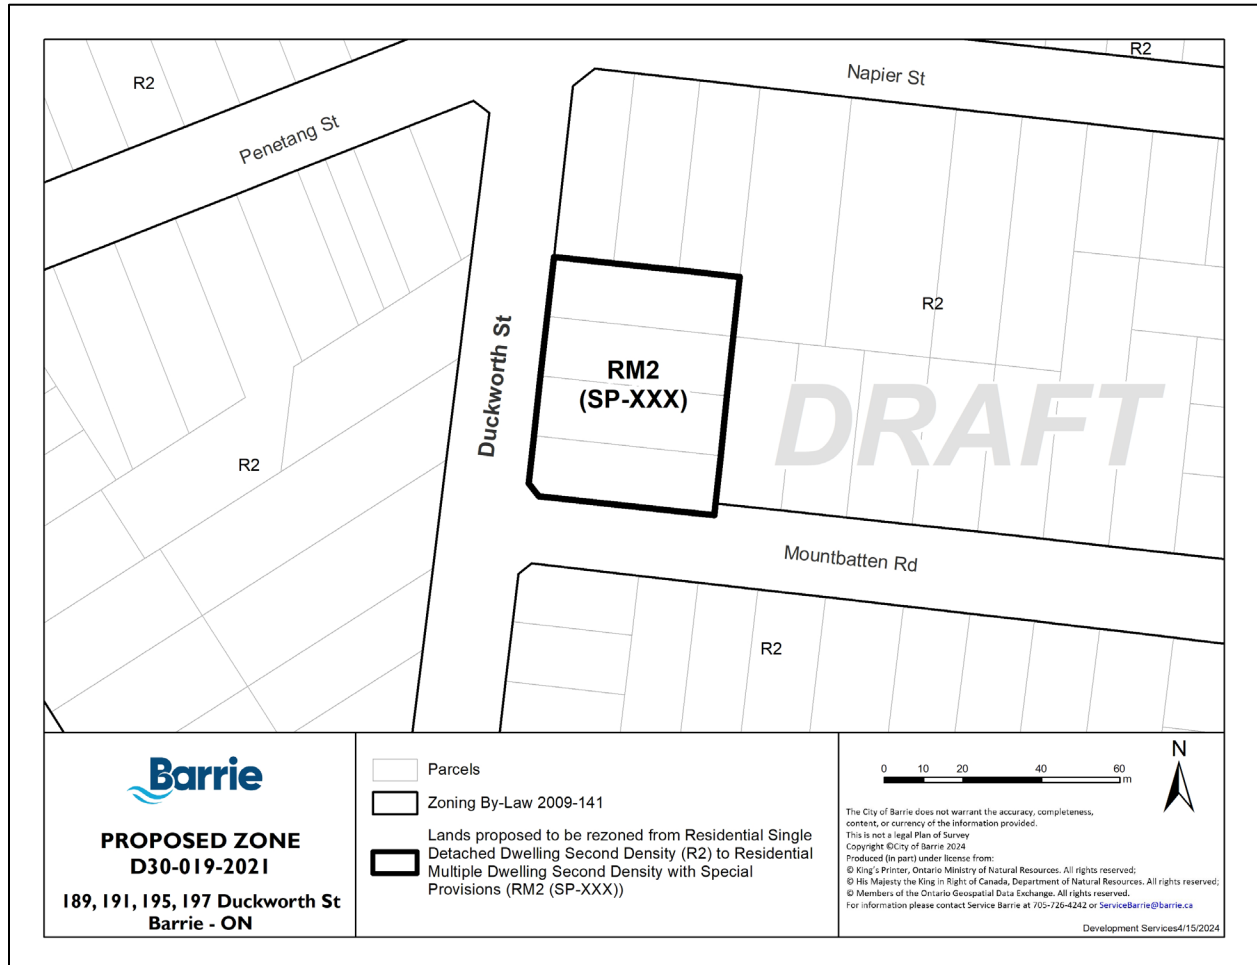 R2
R2
Napier St
Penetang St
R2
Duckworth St
RM2
(SP-XXX)
DRAFT
R2
Mountbatten Rd
R2
Barrie
PROPOSED ZONE
D30-019-2021
189, 191, 195, 197 Duckworth St
Barrie - ON
Parcels
Zoning By-Law 2009-141
Lands proposed to be rezoned from Residential Single
Detached Dwelling Second Density (R2) to Residential
Multiple Dwelling Second Density with Special
Provisions (RM2 (SP-XXX))
0 10 20 40 60
m
N
The City of Barrie does not warrant the accuracy, completeness,
content, or currency of the information provided.
This is not a legal Plan of Survey
Copyright ©City of Barrie 2024
Produced (in part) under license from:
© King's Printer, Ontario Ministry of Natural Resources. All rights reserved;
© His Majesty the King in Right of Canada, Department of Natural Resources. All rights reserved;
© Members of the Ontario Geospatial Data Exchange. All rights reserved.
For information please contact Service Barrie at 705-726-4242 or ServiceBarrie@barrie.ca
Development Services4/15/2024